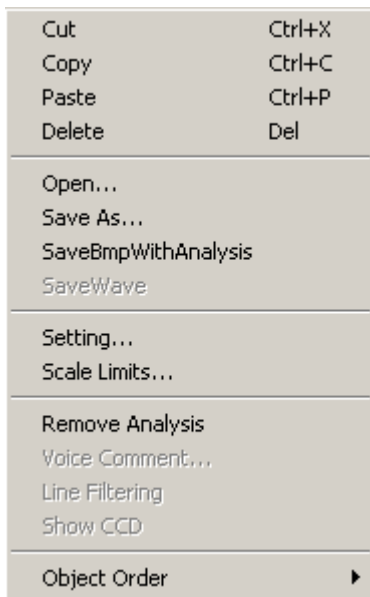 Cut Ctrl+X
Copy Ctrl+C
Paste Ctrl+P
Delete Del
Open...
Save As...
SaveBmpWithAnalysis
SaveWave
Setting...
Scale Limits...
Remove Analysis
Voice Comment...
Line Filtering
Show CCD
Object Order